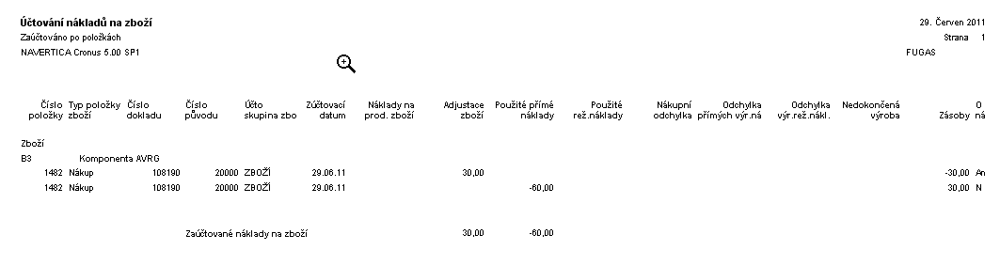 Účtování nákladů na zboží 29. Červen 2011
Zaúčtováno po položkách Strana 1
NAVERTICA Cronus 5.00 SP1 FUGAS
Číslo Typ položky Číslo Číslo Účto Zúčtovací Náklady na Adjustace Použité přímé Použité Nákupní Odchylka Odchylka Nedokončená O
položky zboží dokladu původu skupina zbo datum prod. zboží zboží náklady rež.náklady odchylka přímých výr.ná výr.rež.nákl. výroba Zásoby ná
Zboží
B3 Komponenta AVRG
1482 Nákup 108190 20000 ZBOŽÍ 29.06.11 30,00 -30,00 An
1482 Nákup 108190 20000 ZBOŽÍ 29.06.11 -60,00 30,00 N
Zaúčtované náklady na zboží 30,00 -60,00